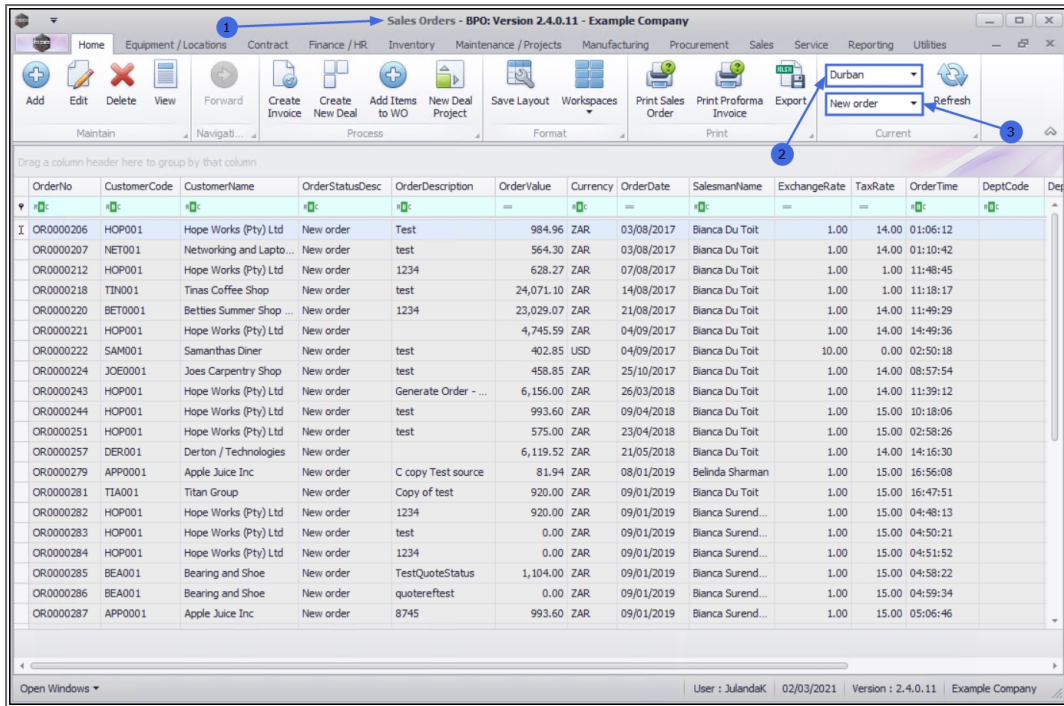 1
Sales Orders - BPO: Version 2.4.0.11 - Example Company
Home Equipment / Locations Contract Finance / HR Inventory Maintenance / Projects Manufacturing Procurement Sales Service Reporting Utilities
Add Edit Delete View Forward Create Invoice Create New Deal Add Items to WO New Deal Project Save Layout Workspaces Print Sales Order Print Proforma Invoice Export Durban New order Refresh
Maintain Navigati... Process Format Print Current
2 3
Drag a column header here to group by that column
OrderNo CustomerCode CustomerName OrderStatusDesc OrderDescription OrderValue Currency OrderDate SalesmanName ExchangeRate TaxRate OrderTime DeptCode Dep
OR0000206 HOP001 Hope Works (Pty) Ltd New order Test 984.96 ZAR 03/08/2017 Bianca Du Toit 1.00 14.00 01:06:12
OR0000207 NET001 Networking and Lapto... New order test 564.30 ZAR 03/08/2017 Bianca Du Toit 1.00 14.00 01:10:42
OR0000212 HOP001 Hope Works (Pty) Ltd New order 1234 628.27 ZAR 07/08/2017 Bianca Du Toit 1.00 1.00 11:48:45
OR0000218 TIN001 Tinas Coffee Shop New order test 24,071.10 ZAR 14/08/2017 Bianca Du Toit 1.00 1.00 11:18:17
OR0000220 BET0001 Betties Summer Shop ... New order 1234 23,029.07 ZAR 21/08/2017 Bianca Du Toit 1.00 14.00 11:49:29
OR0000221 HOP001 Hope Works (Pty) Ltd New order 4,745.59 ZAR 04/09/2017 Bianca Du Toit 1.00 14.00 14:49:36
OR0000222 SAM001 Samanthas Diner New order test 402.85 USD 04/09/2017 Bianca Du Toit 10.00 0.00 02:50:18
OR0000224 JOE0001 Joes Carpentry Shop New order test 458.85 ZAR 25/10/2017 Bianca Du Toit 1.00 14.00 08:57:54
OR0000243 HOP001 Hope Works (Pty) Ltd New order Generate Order - ... 6,156.00 ZAR 26/03/2018 Bianca Du Toit 1.00 14.00 11:39:12
OR0000244 HOP001 Hope Works (Pty) Ltd New order test 993.60 ZAR 09/04/2018 Bianca Du Toit 1.00 15.00 10:18:06
OR0000251 HOP001 Hope Works (Pty) Ltd New order test 575.00 ZAR 23/04/2018 Bianca Du Toit 1.00 15.00 02:58:26
OR0000257 DER001 Derton / Technologies New order 6,119.52 ZAR 21/05/2018 Bianca Du Toit 1.00 14.00 14:16:30
OR0000279 APP0001 Apple Juice Inc New order C copy Test source 81.94 ZAR 08/01/2019 Belinda Sharman 1.00 15.00 16:56:08
OR0000281 TIA001 Titan Group New order Copy of test 920.00 ZAR 09/01/2019 Bianca Du Toit 1.00 15.00 16:47:51
OR0000282 HOP001 Hope Works (Pty) Ltd New order 1234 920.00 ZAR 09/01/2019 Bianca Surend... 1.00 15.00 04:48:13
OR0000283 HOP001 Hope Works (Pty) Ltd New order test 0.00 ZAR 09/01/2019 Bianca Surend... 1.00 15.00 04:50:21
OR0000284 HOP001 Hope Works (Pty) Ltd New order 1234 0.00 ZAR 09/01/2019 Bianca Surend... 1.00 15.00 04:51:52
OR0000285 BEA001 Bearing and Shoe New order TestQuoteStatus 1,104.00 ZAR 09/01/2019 Bianca Surend... 1.00 15.00 04:58:22
OR0000286 BEA001 Bearing and Shoe New order quotereftest 0.00 ZAR 09/01/2019 Bianca Surend... 1.00 15.00 04:59:34
OR0000287 APP0001 Apple Juice Inc New order 8745 993.60 ZAR 09/01/2019 Bianca Surend... 1.00 15.00 05:06:46
Open Windows User : JulandaK 02/03/2021 Version : 2.4.0.11 Example Company